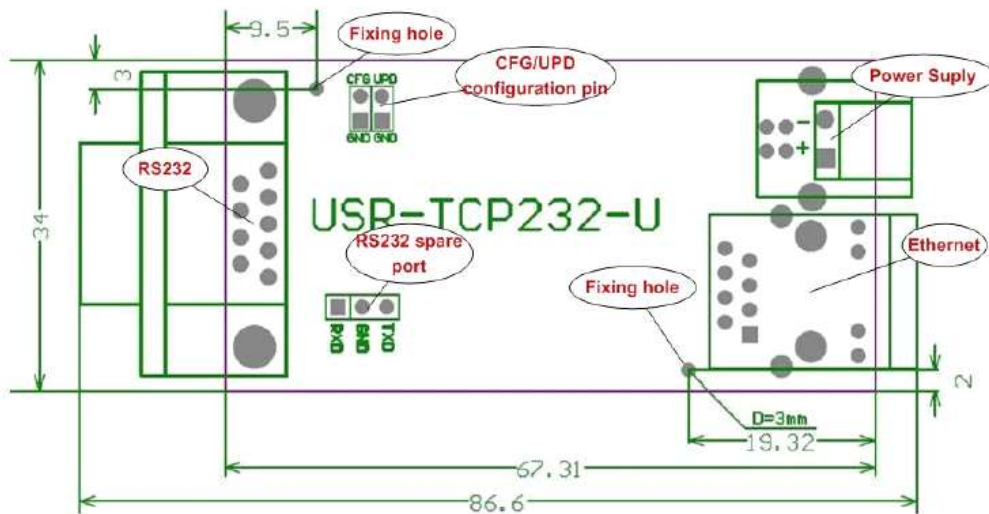 9.5
Fixing hole
3
CFG UPD
CFG/UPD
configuration pin
GND GND
Power Suply
-
+
RS232
34
USR-TCP232-U
RS232 spare
port
Ethernet
Fixing hole
RXD
GND
TXD
2
D=3mm
19.32
67.31
86.6